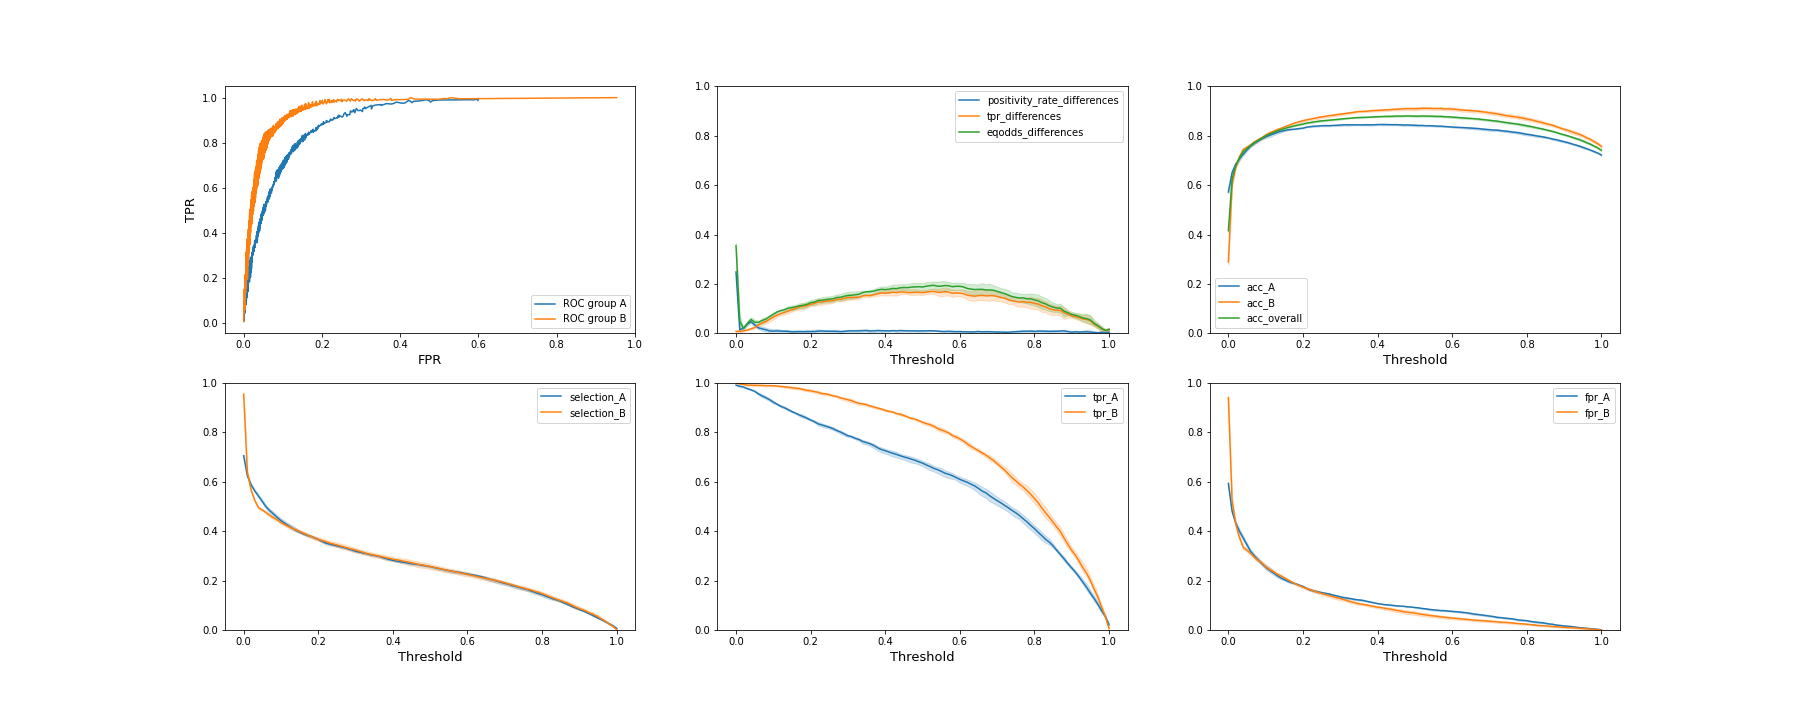 1.0
0.8
0.6
0.4
0.2
0.0
TPR
0.0 0.2 0.4 0.6 0.8 1.0
FPR
ROC group A
ROC group B
1.0
0.8
0.6
0.4
0.2
0.0
0.0 0.2 0.4 0.6 0.8 1.0
Threshold
positivity_rate_differences
tpr_differences
eqodds_differences
1.0
0.8
0.6
0.4
0.2
0.0
0.0 0.2 0.4 0.6 0.8 1.0
Threshold
acc_A
acc_B
acc_overall
1.0
0.8
0.6
0.4
0.2
0.0
0.0 0.2 0.4 0.6 0.8 1.0
Threshold
selection_A
selection_B
1.0
0.8
0.6
0.4
0.2
0.0
0.0 0.2 0.4 0.6 0.8 1.0
Threshold
tpr_A
tpr_B
1.0
0.8
0.6
0.4
0.2
0.0
0.0 0.2 0.4 0.6 0.8 1.0
Threshold
fpr_A
fpr_B